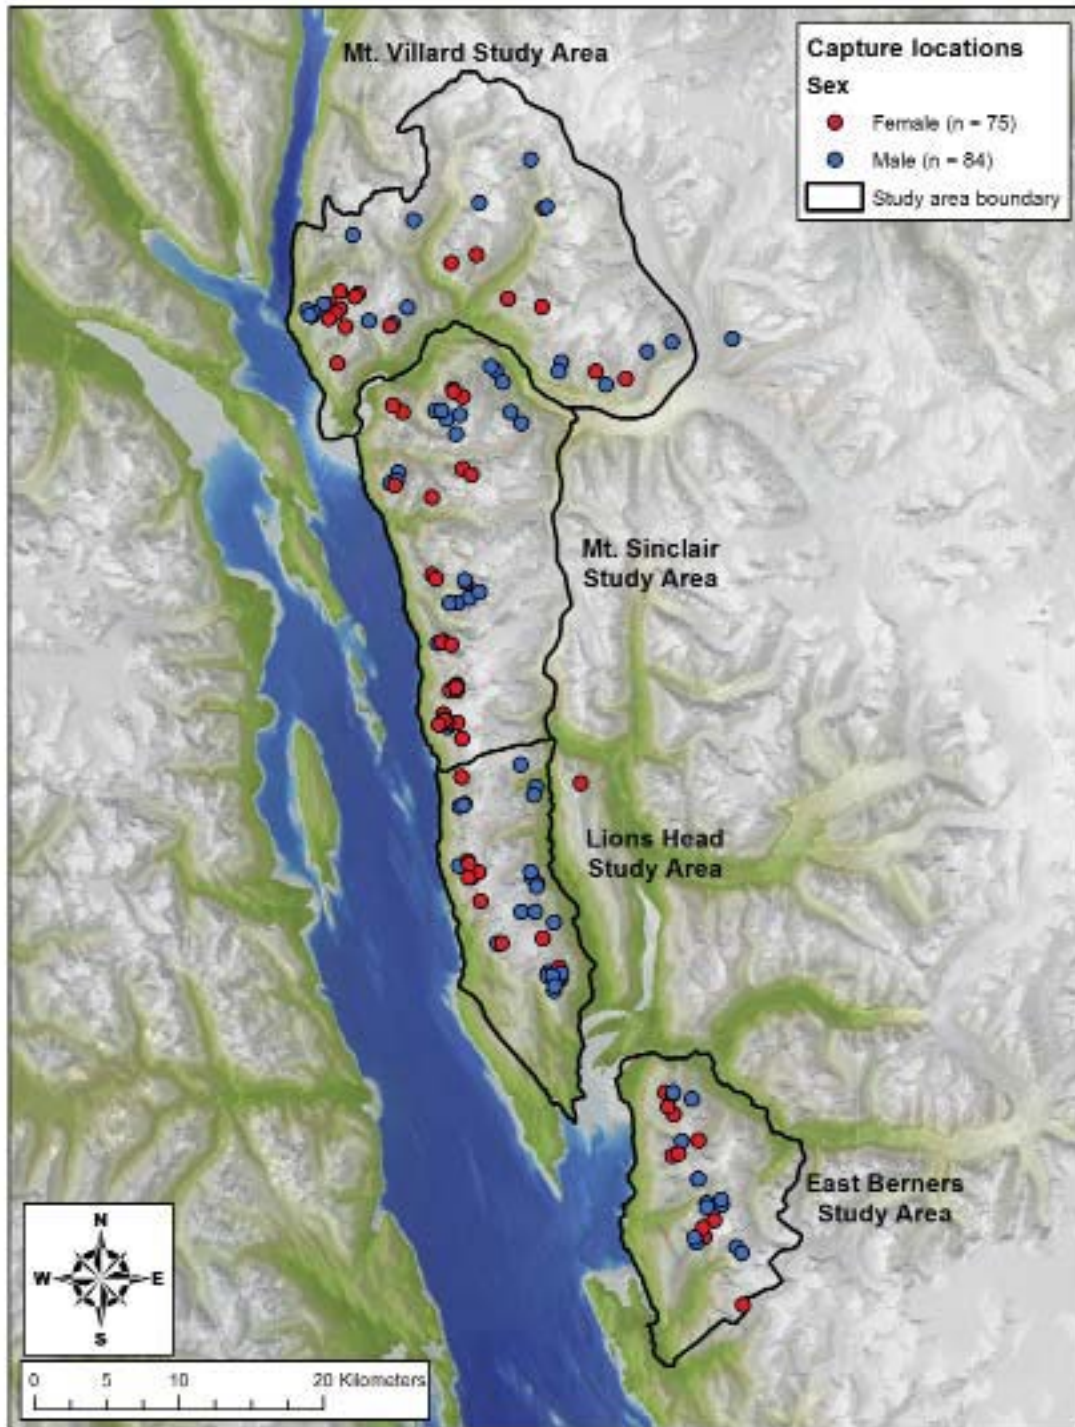 Mt. Villard Study Area
Capture locations
Sex
Female (n = 75)
Male (n = 84)
Study area boundary
Mt. Sinclair
Study Area
Lions Head
Study Area
East Berners
Study Area
N
W E
S
0 5 10 20 Kilometers